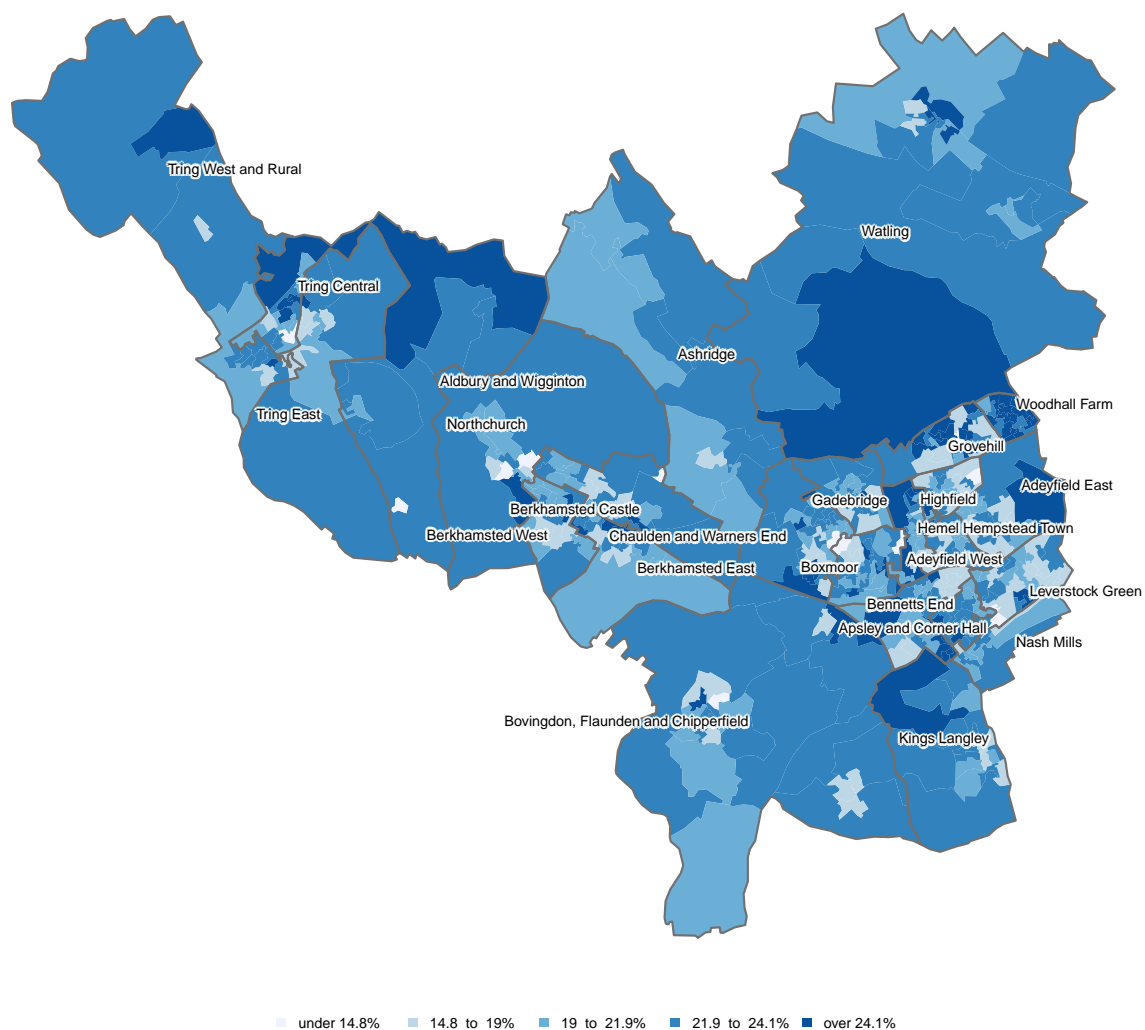 Tring West and Rural
Watling
Tring Central
Ashridge
Aldbury and Wigginton
Woodhall Farm
Tring East
Northchurch
Grovehill
Adeyfield East
Gadebridge
Highfield
Berkhamsted Castle
Hemel Hempstead Town
Berkhamsted West
Chaulden and Warners End
Adeyfield West
Berkhamsted East
Boxmoor
Leverstock Green
Bennetts End
Apsley and Corner Hall
Nash Mills
Bovingdon, Flaunden and Chipperfield
Kings Langley
under 14.8% 14.8 to 19% 19 to 21.9% 21.9 to 24.1% over 24.1%